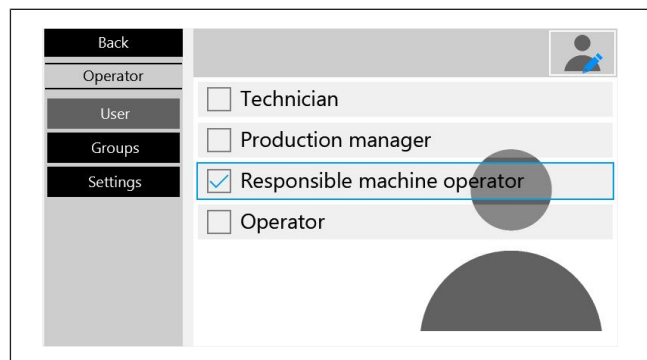 Back
Operator
User
Groups
Settings
Technician
Production manager
Responsible machine operator
Operator